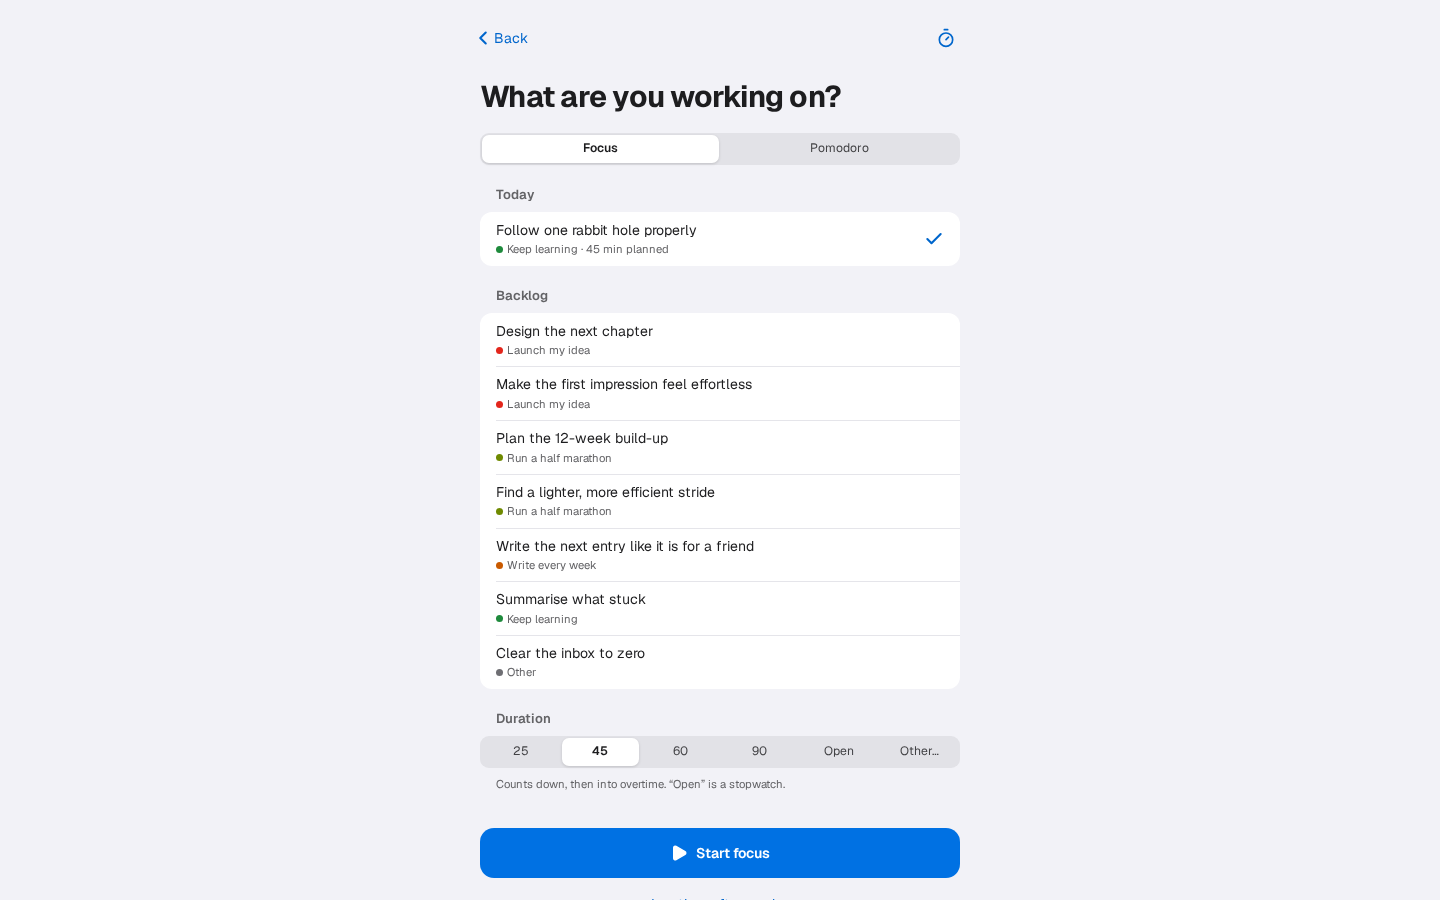 Back
What are you working on?
Focus
Pomodoro
Today
Follow one rabbit hole properly
Keep learning · 45 min planned
Backlog
Design the next chapter
Launch my idea
Make the first impression feel effortless
Launch my idea
Plan the 12-week build-up
Run a half marathon
Find a lighter, more efficient stride
Run a half marathon
Write the next entry like it is for a friend
Write every week
Summarise what stuck
Keep learning
Clear the inbox to zero
Other
Duration
25
45
60
90
Open
Other…
Counts down, then into overtime. “Open” is a stopwatch.
Start focus